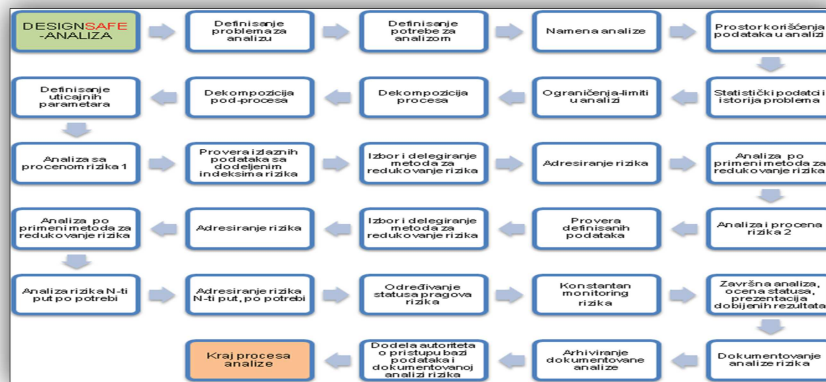 DESIGNSAFE
-ANALIZA
Definisanje
problema za
analizu
Definisanje
potrebe za
analizom
Namena analize
Prostor korišćenja
podataka u analizi
Statistički podatci i
istorija problema
Ograničenja-limiti
u analizi
Dekompozicija
procesa
Dekompozicija
pod-procesa
Definisanje
uticajnih
parametara
Analiza sa
procenom rizika 1
Provera izlaznih
podataka sa
dodeljenim
indeksima rizika
Izbor i delegiranje
metoda za
redukovanje rizika
Adresiranje rizika
Analiza po
primeni metoda za
redukovanje rizika
Analiza i procena
rizika 2
Provera
definisanih
podataka
Izbor i delegiranje
metoda za
redukovanje rizika
Adresiranje rizika
Analiza po
primeni metoda za
redukovanje rizika
Analiza rizika N-ti
put po potrebi
Adresiranje rizika
N-ti put, po potrebi
Određivanje
statusa pragova
rizika
Konstantan
monitoring
rizika
Završna analiza,
ocena statusa,
prezentacija
dobijenih rezultata
Dokumentovanje
analize rizika
Arhiviranje
dokumentovane
analize
Dodela autoriteta
o pristupu bazi
podataka i
dokumentovanoj
analizi rizika
Kraj procesa
analize